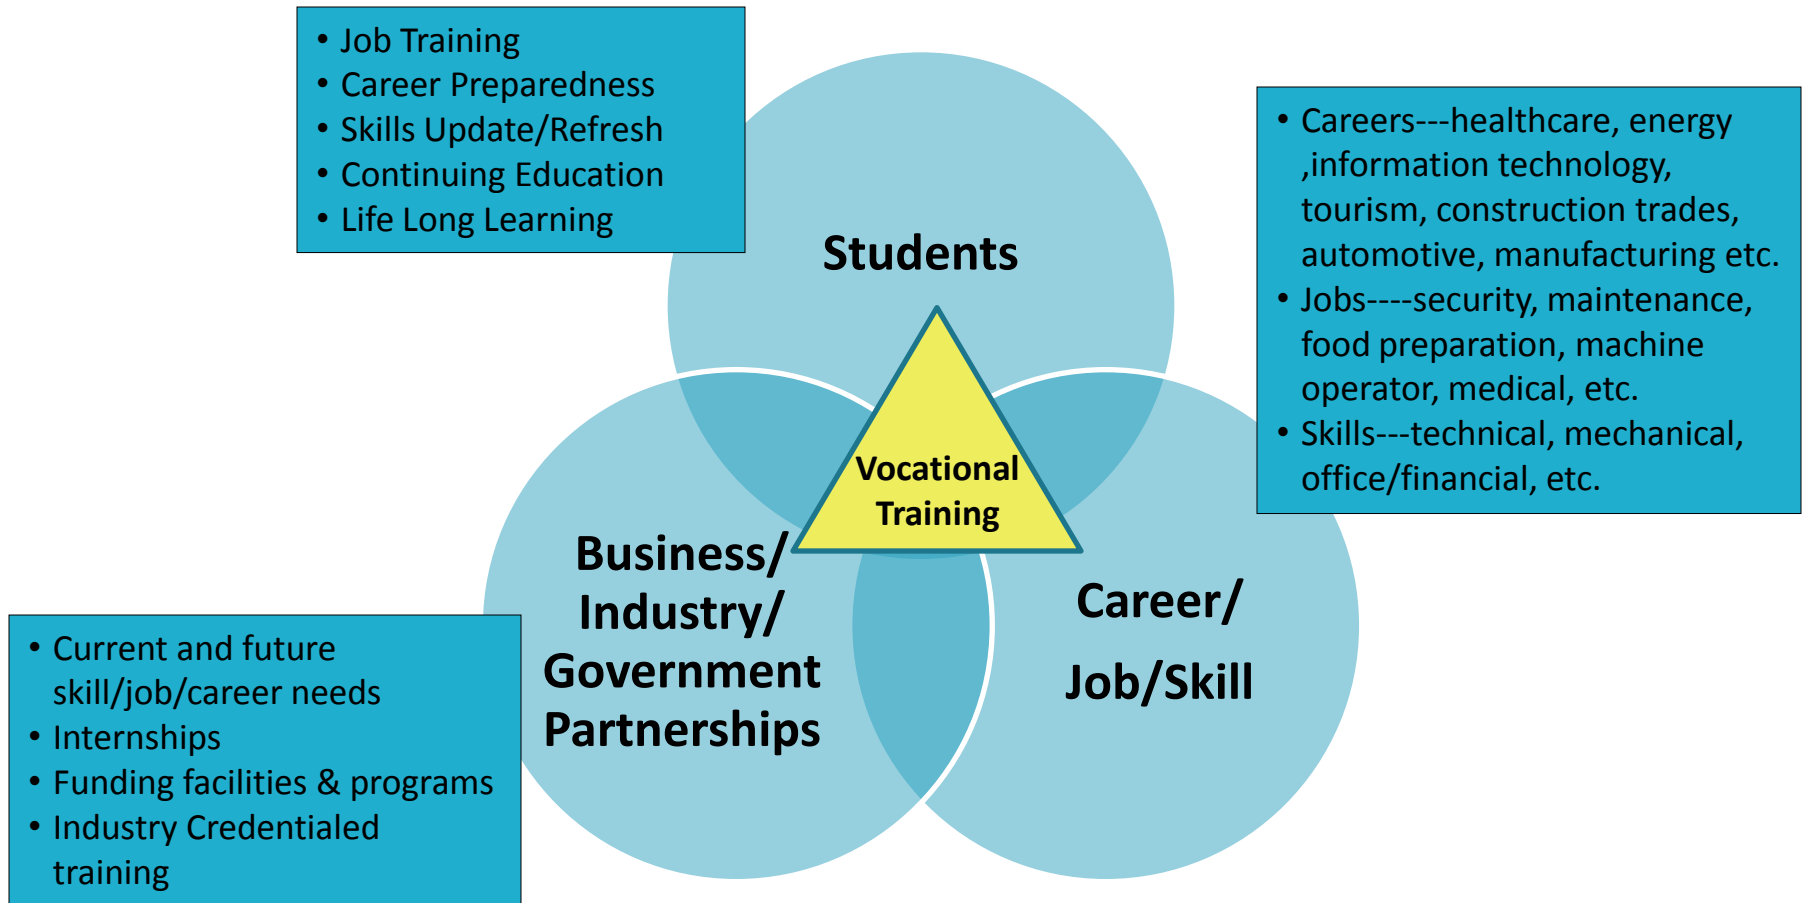 • Job Training
• Career Preparedness
• Skills Update/Refresh
• Continuing Education
• Life Long Learning
Students
• Careers---healthcare, energy
,information technology,
tourism, construction trades,
automotive, manufacturing etc.
• Jobs----security, maintenance,
food preparation, machine
operator, medical, etc.
• Skills---technical, mechanical,
office/financial, etc.
Vocational
Training
Business/
Industry/
Government
Partnerships
Career/
Job/Skill
• Current and future
skill/job/career needs
• Internships
• Funding facilities & programs
• Industry Credentialed
training